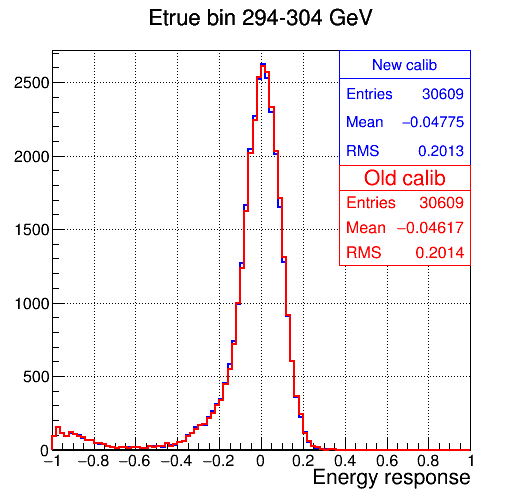 Etrue bin 294-304 GeV
New calib
Entries 30609
Mean −0.04775
RMS 0.2013
Old calib
Entries 30609
Mean −0.04617
RMS 0.2014
2500
2000
1500
1000
500
0
−1 −0.8 −0.6 −0.4 −0.2 0 0.2 0.4 0.6 0.8 1
Energy response